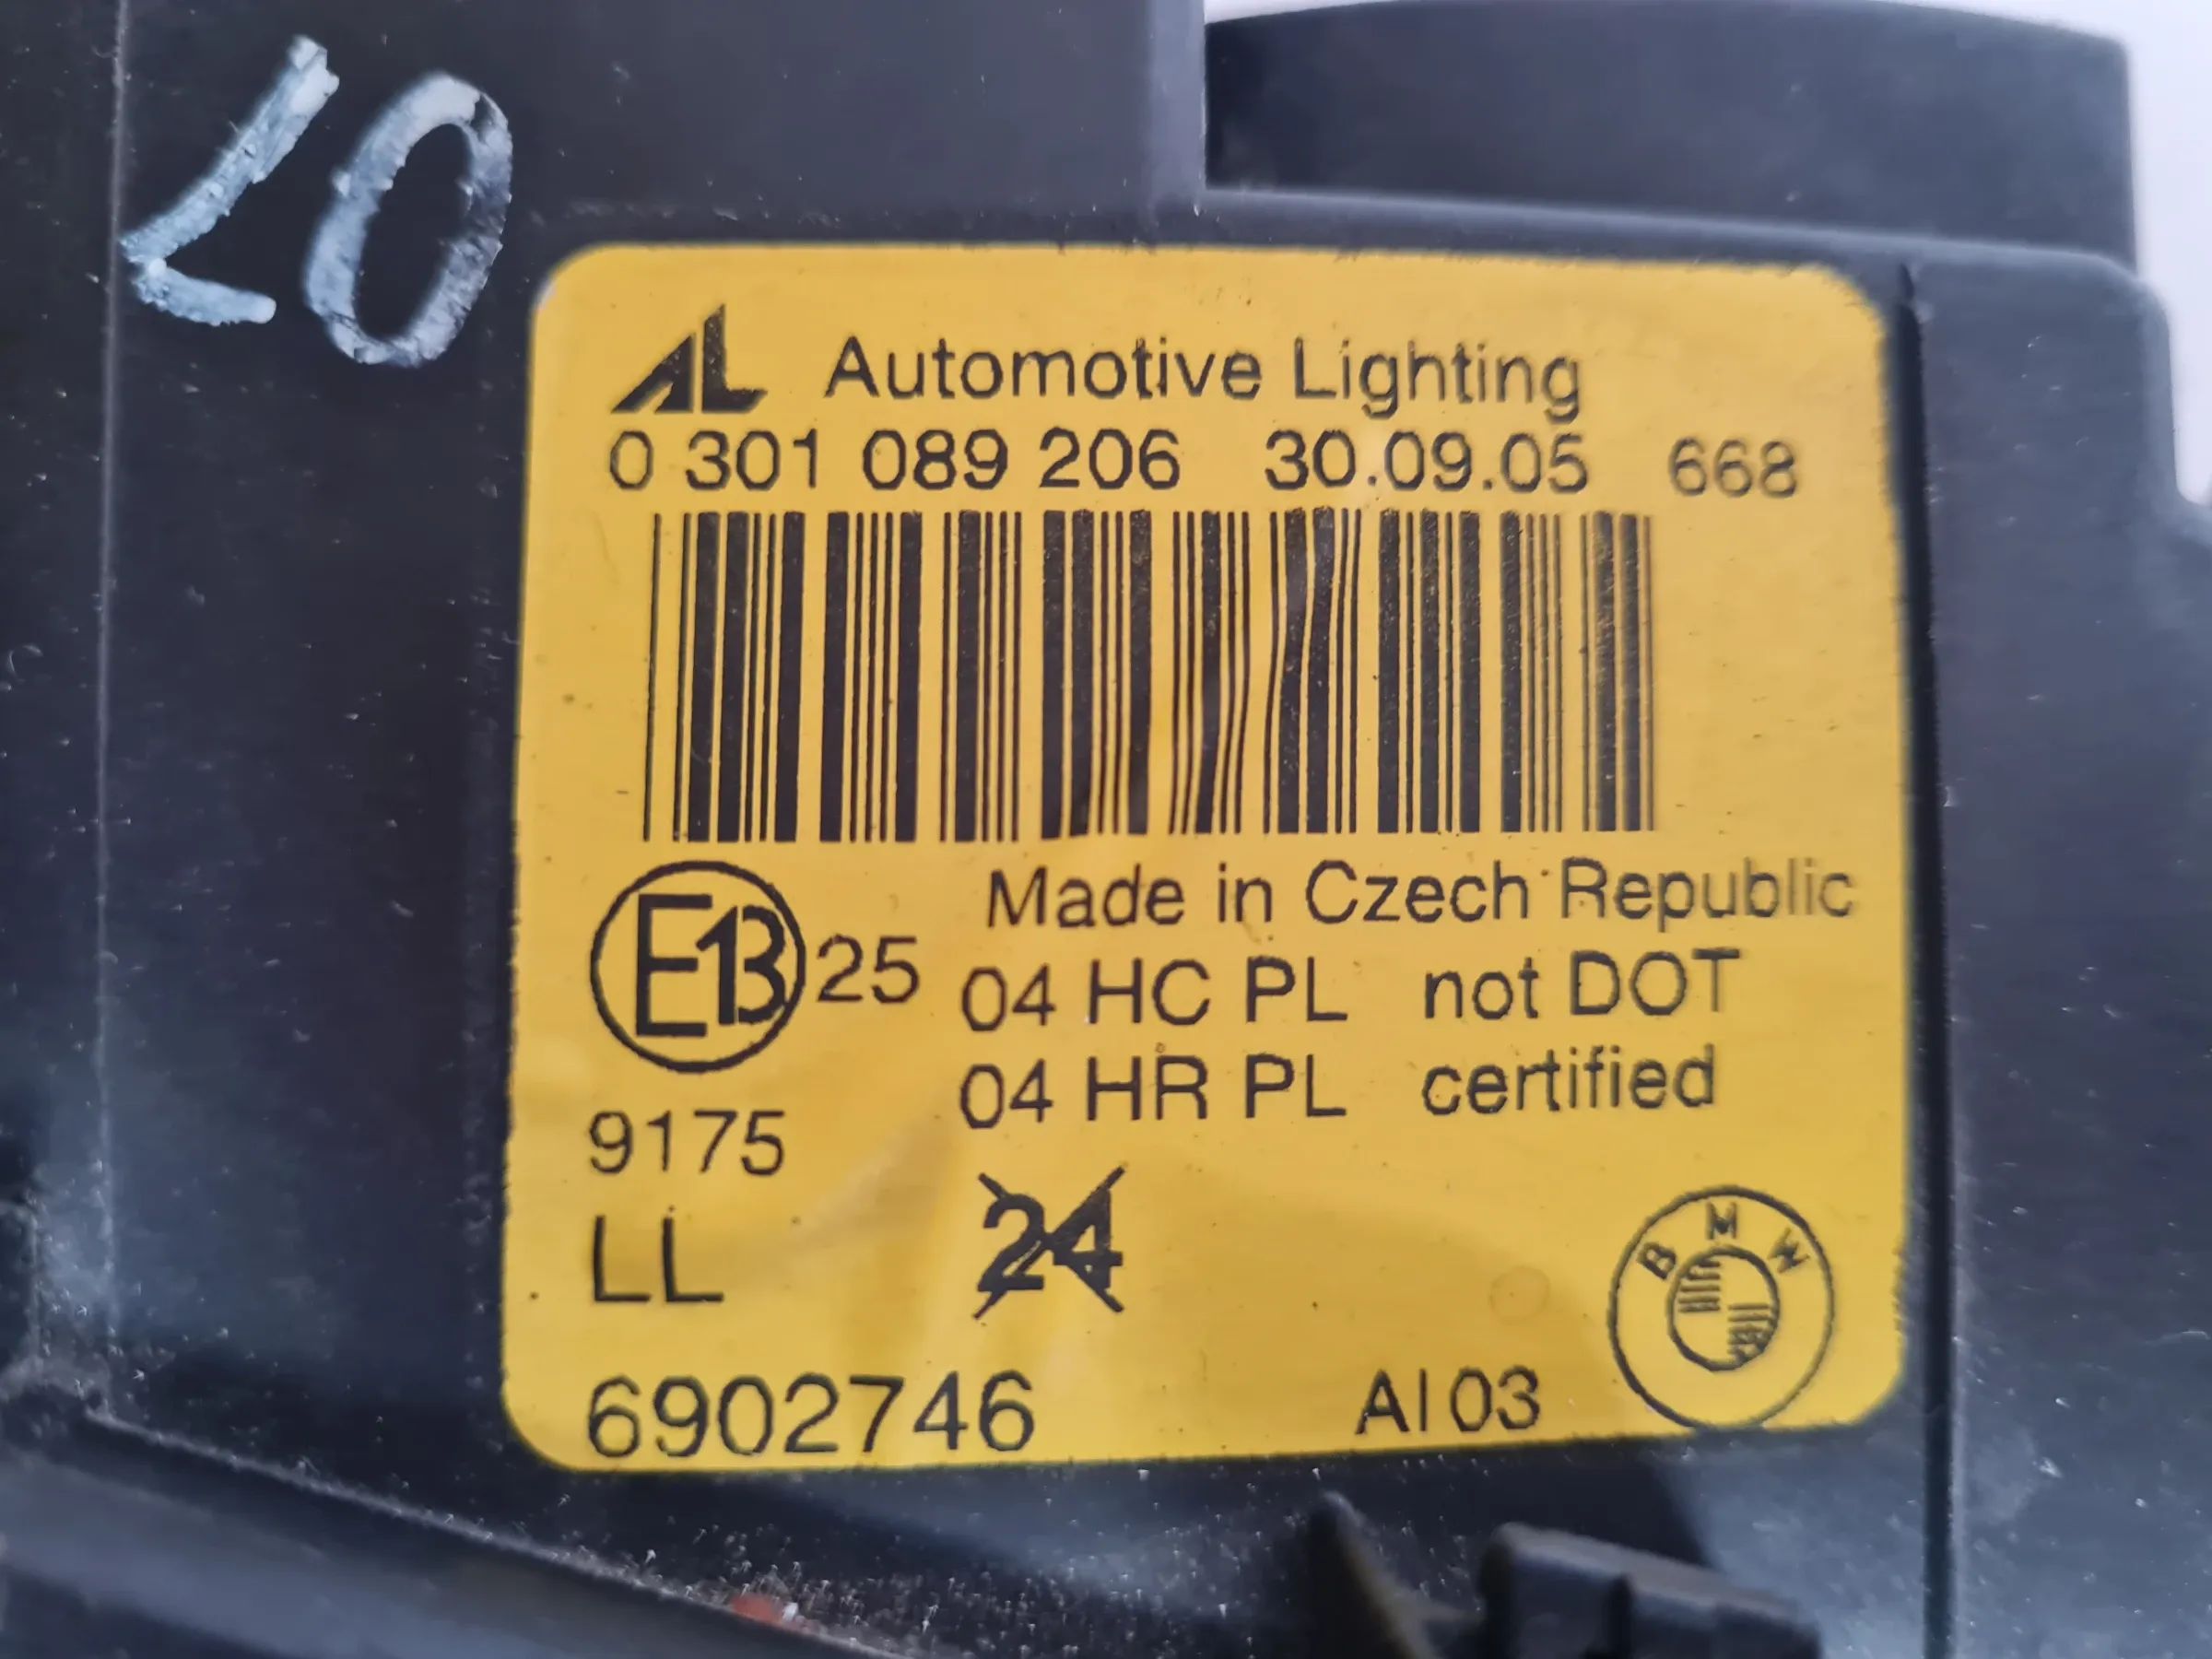 LO
AL Automotive Lighting
0 301 089 206 30.09.05 668
E13 25
Made in Czech Republic
04 HC PL not DOT
04 HR PL certified
9175
LL 24
BMW
6902746 AI 03